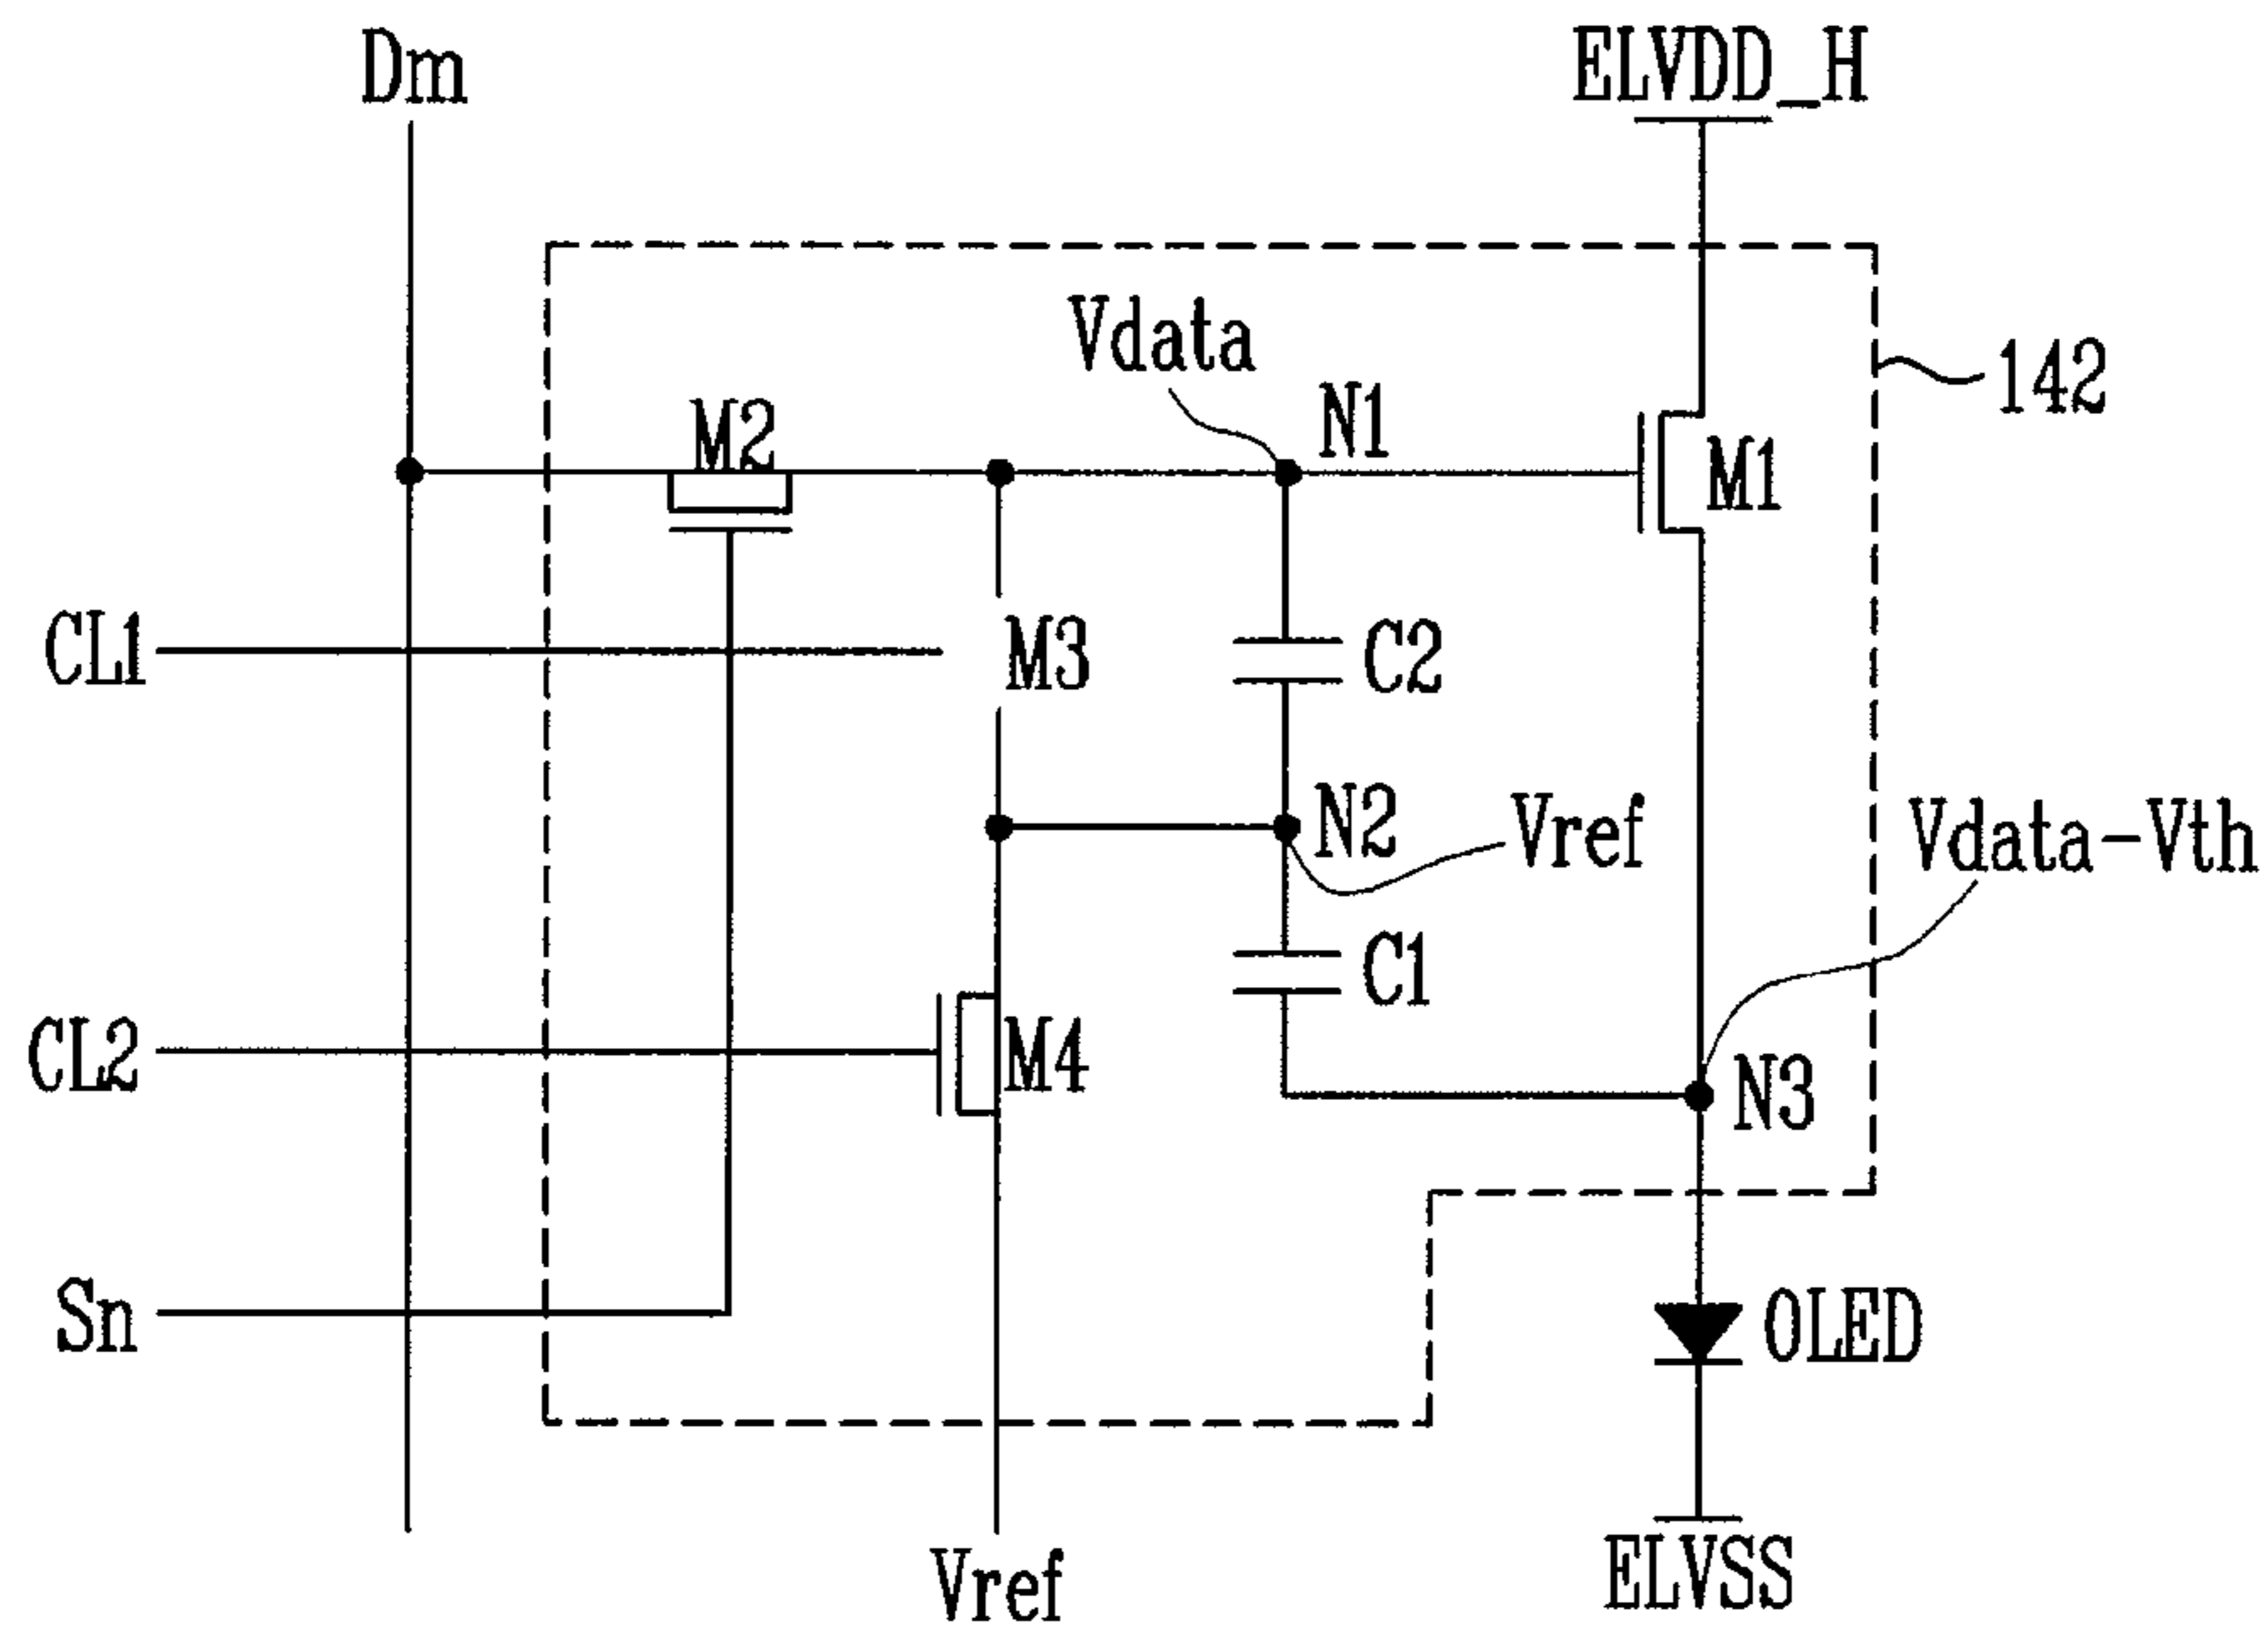 Dm
ELVDD_H
Vdata
N1
142
M2
M1
CL1
M3
C2
N2
Vref
Vdata-Vth
C1
CL2
M4
N3
Sn
OLED
Vref
ELVSS